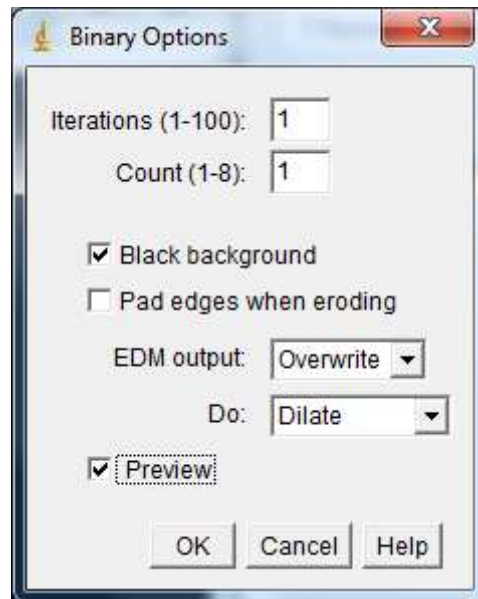 Binary Options
Iterations (1-100): 1
Count (1-8): 1
Black background
Pad edges when eroding
EDM output: Overwrite
Do: Dilate
Preview
OK Cancel Help